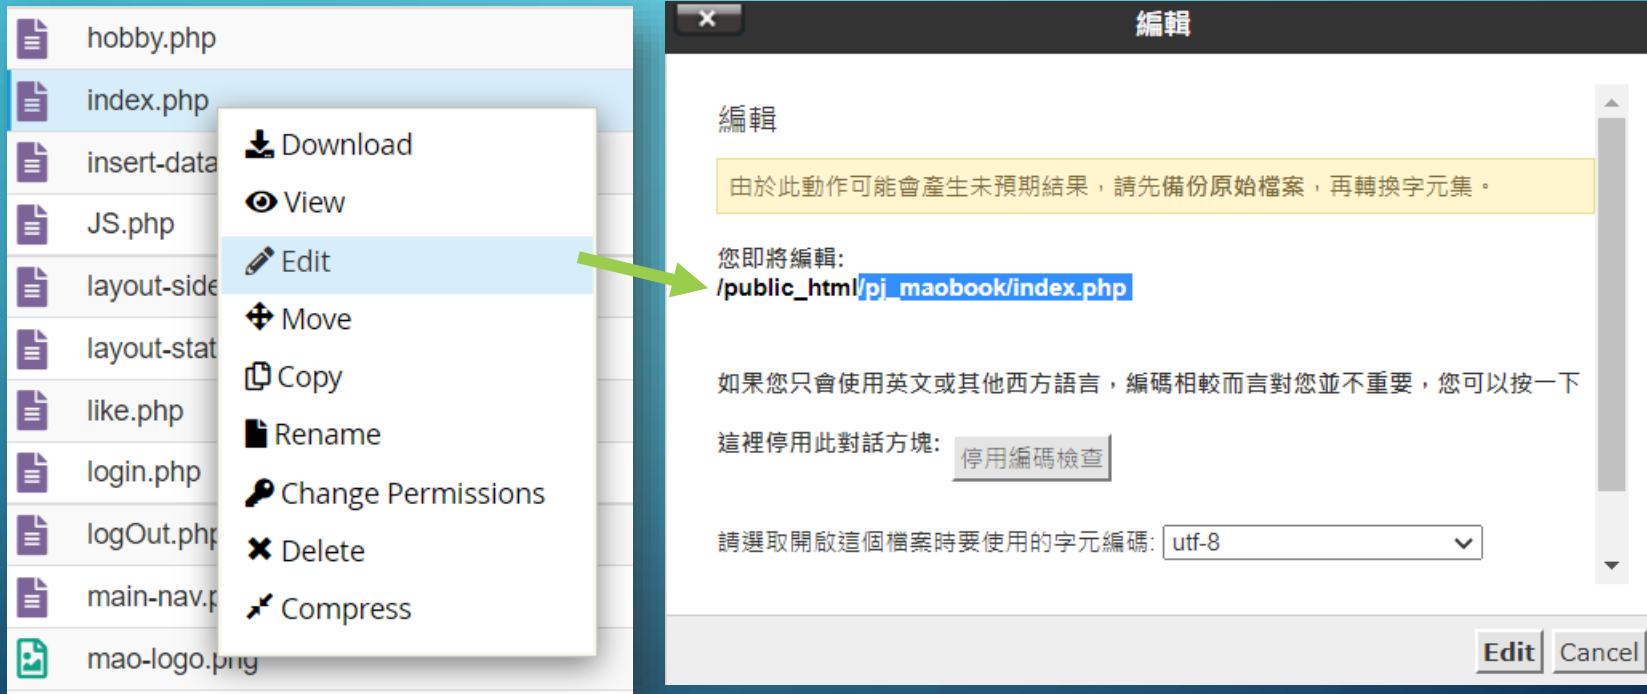 hobby.php
index.php
insert-data
JS.php
layout-side
layout-stat
like.php
login.php
logOut.php
main-nav.p
mao-logo.png
Download
View
Edit
Move
Copy
Rename
Change Permissions
Delete
Compress
編輯
編輯
由於此動作可能會產生未預期結果，請先備份原始檔案，再轉換字元集。
您即將編輯:
/public_html/pj_maobook/index.php
如果您只會使用英文或其他西方語言，編碼相較而言對您並不重要，您可以按一下
這裡停用此對話方塊: 停用編碼檢查
請選取開啟這個檔案時要使用的字元編碼: utf-8
Edit Cancel